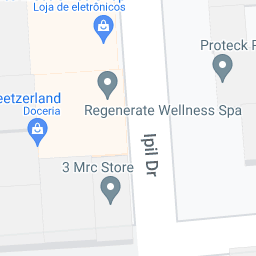 Loja de eletrônicos
Proteck
Regenerate Wellness Spa
eetzerland
Doceria
Ipil Dr
3 Mrc Store